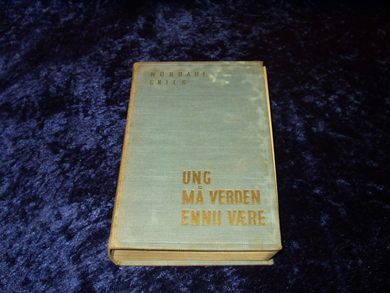 NORDAHL
GRIEG
UNG
MÅ VERDEN
ENNU VÆRE